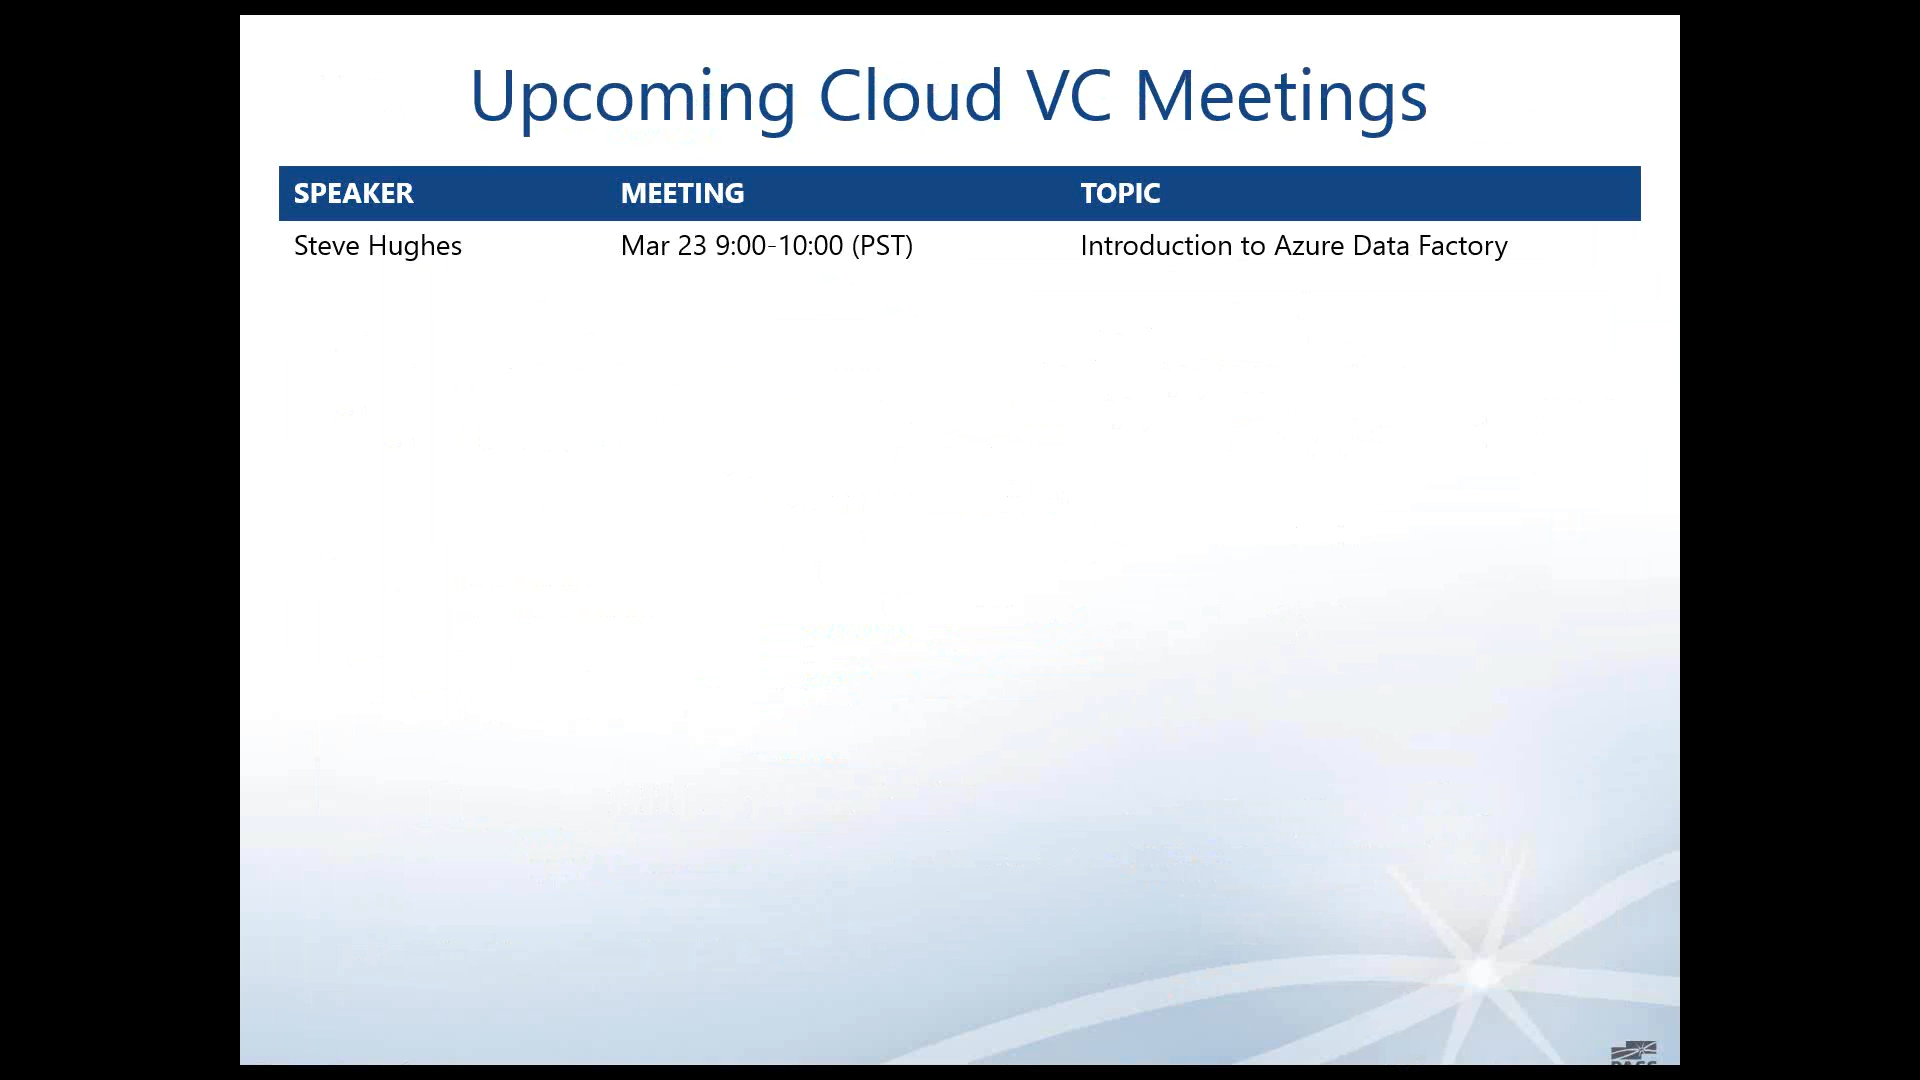 Upcoming Cloud VC Meetings
SPEAKER MEETING TOPIC
Steve Hughes Mar 23 9:00-10:00 (PST) Introduction to Azure Data Factory